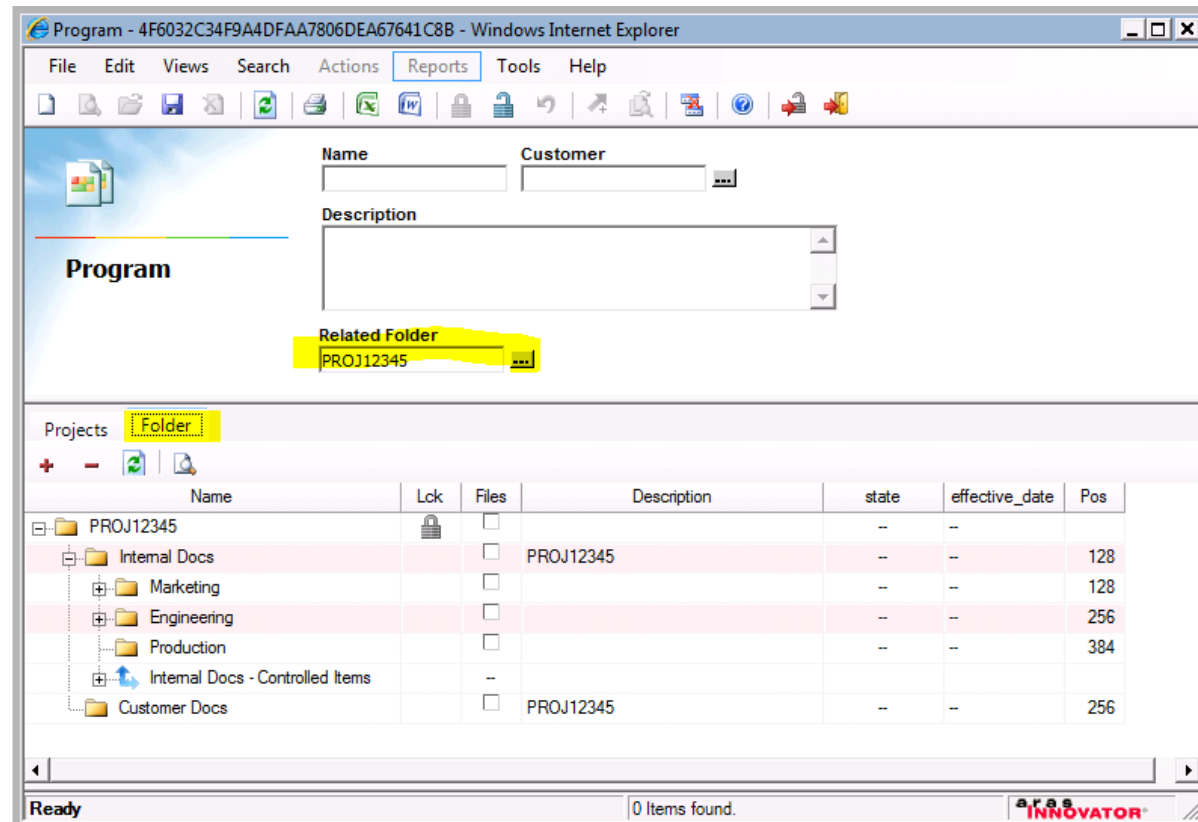 Program - 4F6032C34F9A4DFAA7806DEA67641C8B - Windows Internet Explorer
File Edit Views Search Actions Reports Tools Help
Name Customer
Description
Program
Related Folder
PROJ12345
Projects Folder
Name Lck Files Description state effective_date Pos
PROJ12345 -- --
Internal Docs PROJ12345 -- -- 128
Marketing -- -- 128
Engineering -- -- 256
Production -- -- 384
Internal Docs - Controlled Items --
Customer Docs PROJ12345 -- -- 256
Ready 0 Items found. aras INNOVATOR